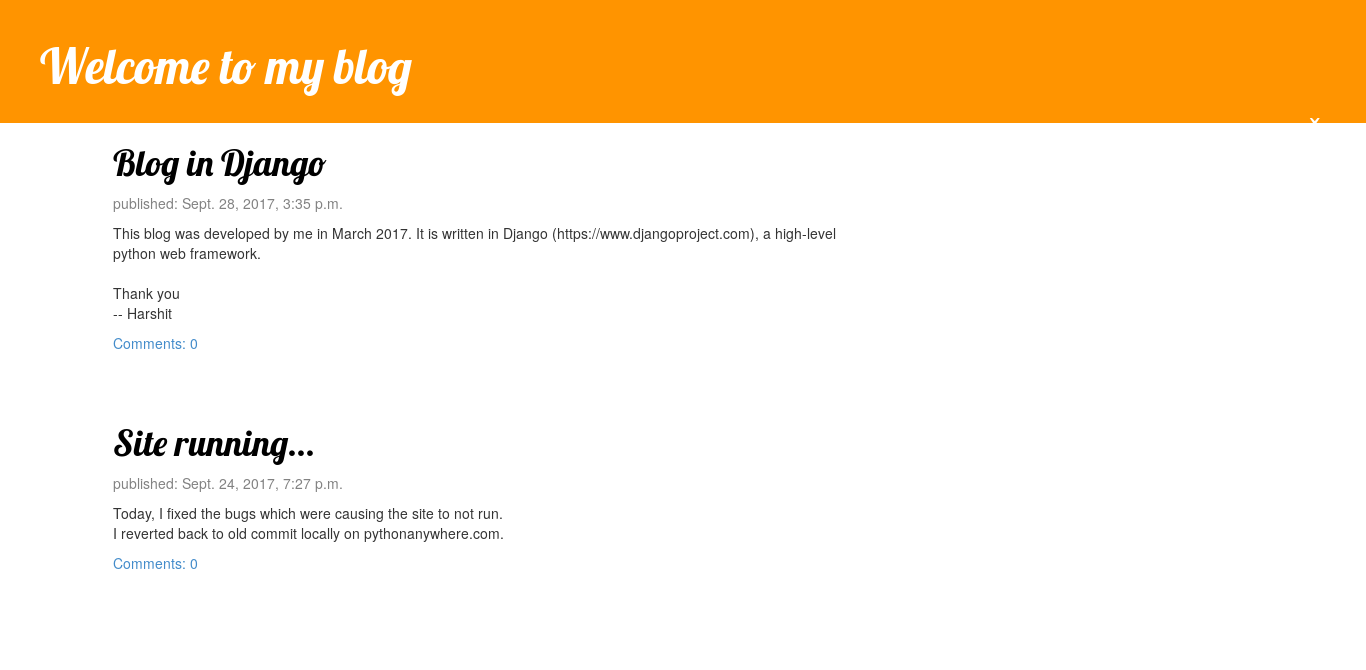 Welcome to my blog
x
Blog in Django
published: Sept. 28, 2017, 3:35 p.m.
This blog was developed by me in March 2017. It is written in Django (https://www.djangoproject.com), a high-level
python web framework.
Thank you
-- Harshit
Comments: 0
Site running...
published: Sept. 24, 2017, 7:27 p.m.
Today, I fixed the bugs which were causing the site to not run.
I reverted back to old commit locally on pythonanywhere.com.
Comments: 0